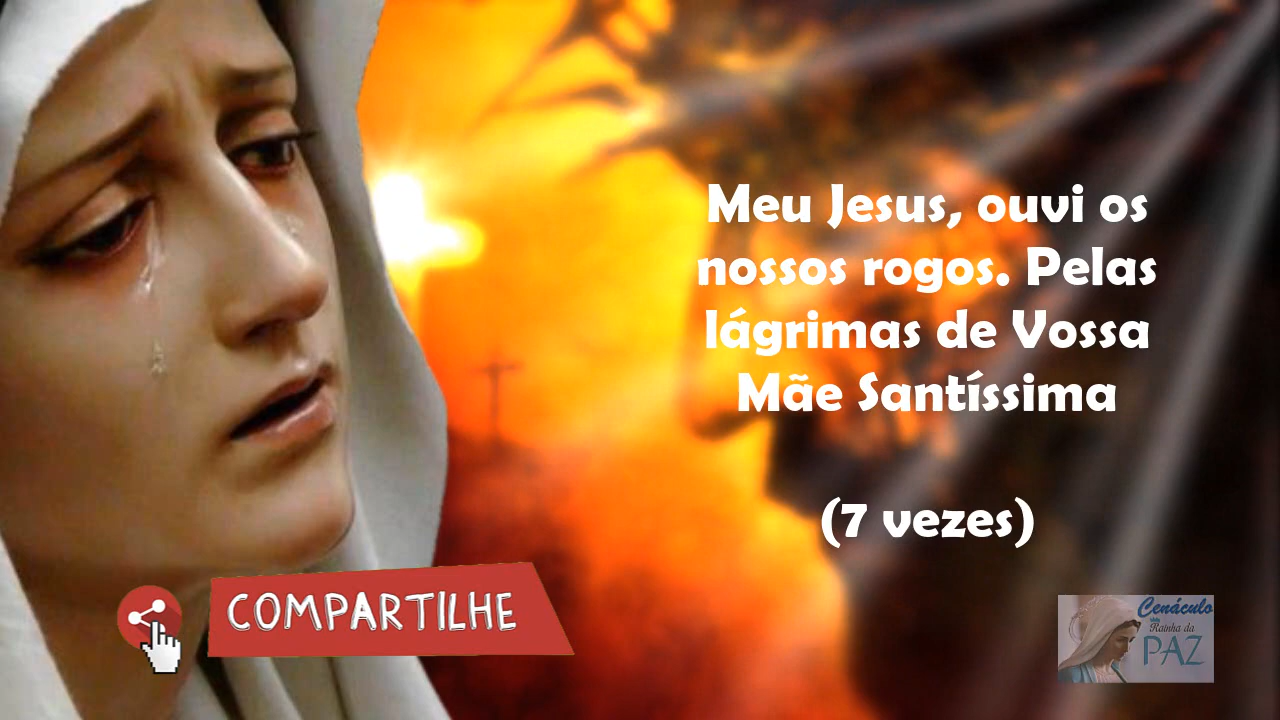 Meu Jesus, ouvi os
nossos rogos. Pelas
lágrimas de Vossa
Mãe Santíssima
(7 vezes)
COMPARTILHE
Cenáculo
Rainha da
PAZ